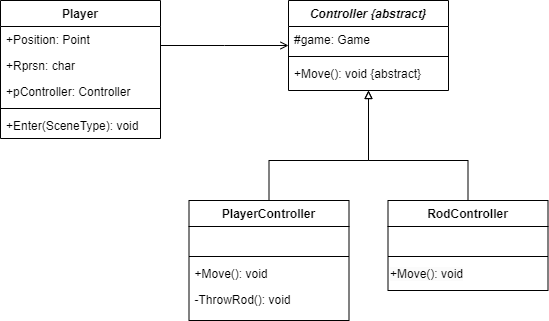 Player
+Position: Point
+Rprsn: char
+pController: Controller
+Enter(SceneType): void
Controller {abstract}
#game: Game
+Move(): void {abstract}
PlayerController
+Move(): void
-ThrowRod(): void
RodController
+Move(): void